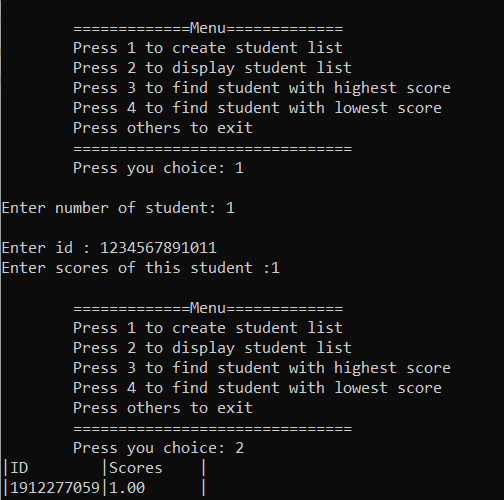 =============Menu=============
Press 1 to create student list
Press 2 to display student list
Press 3 to find student with highest score
Press 4 to find student with lowest score
Press others to exit
===============================
Press you choice: 1
Enter number of student: 1
Enter id : 1234567891011
Enter scores of this student :1
=============Menu=============
Press 1 to create student list
Press 2 to display student list
Press 3 to find student with highest score
Press 4 to find student with lowest score
Press others to exit
===============================
Press you choice: 2
|ID        |Scores    |
|1912277059|1.00      |